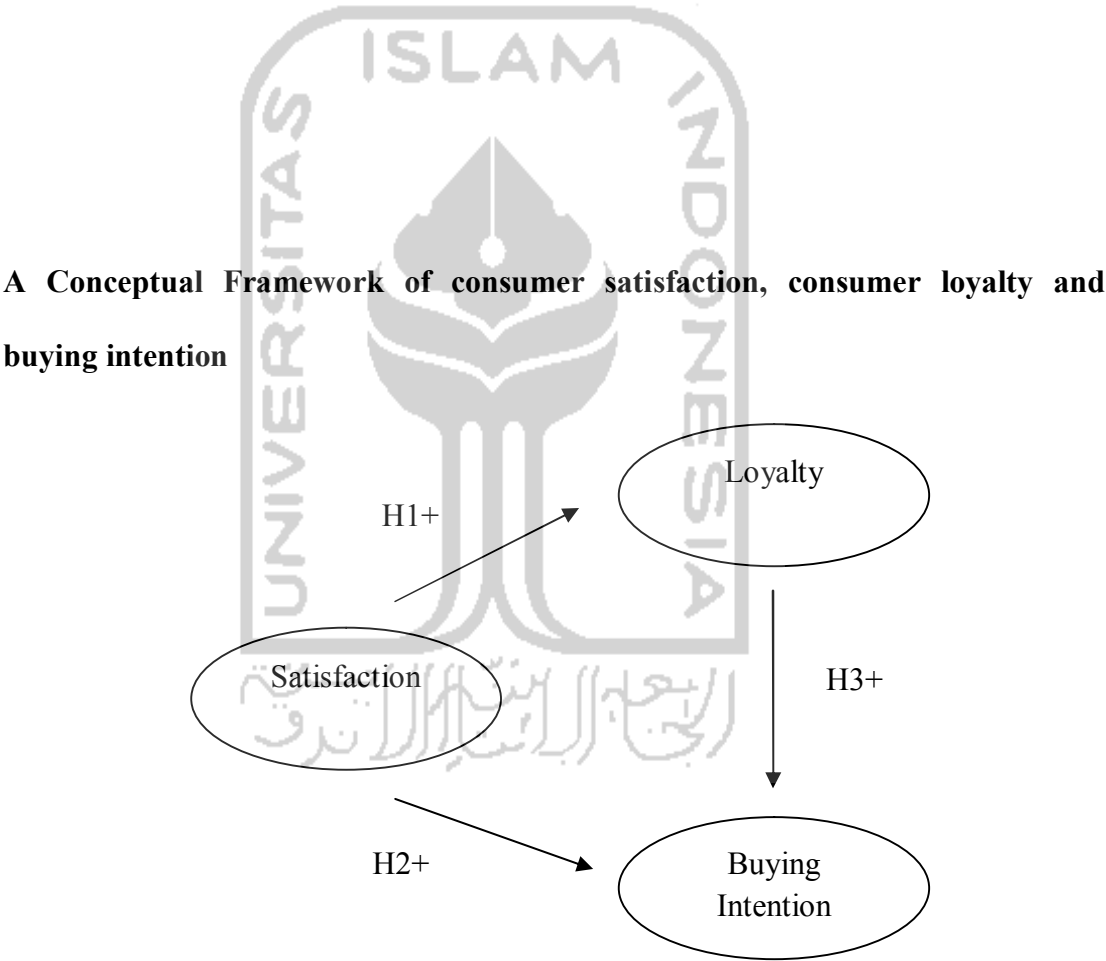 ISLAM
UNIVERSITAS
INDONESIA
A Conceptual Framework of consumer satisfaction, consumer loyalty and
buying intention
Loyalty
H1+
Satisfaction
H3+
H2+
Buying
Intention